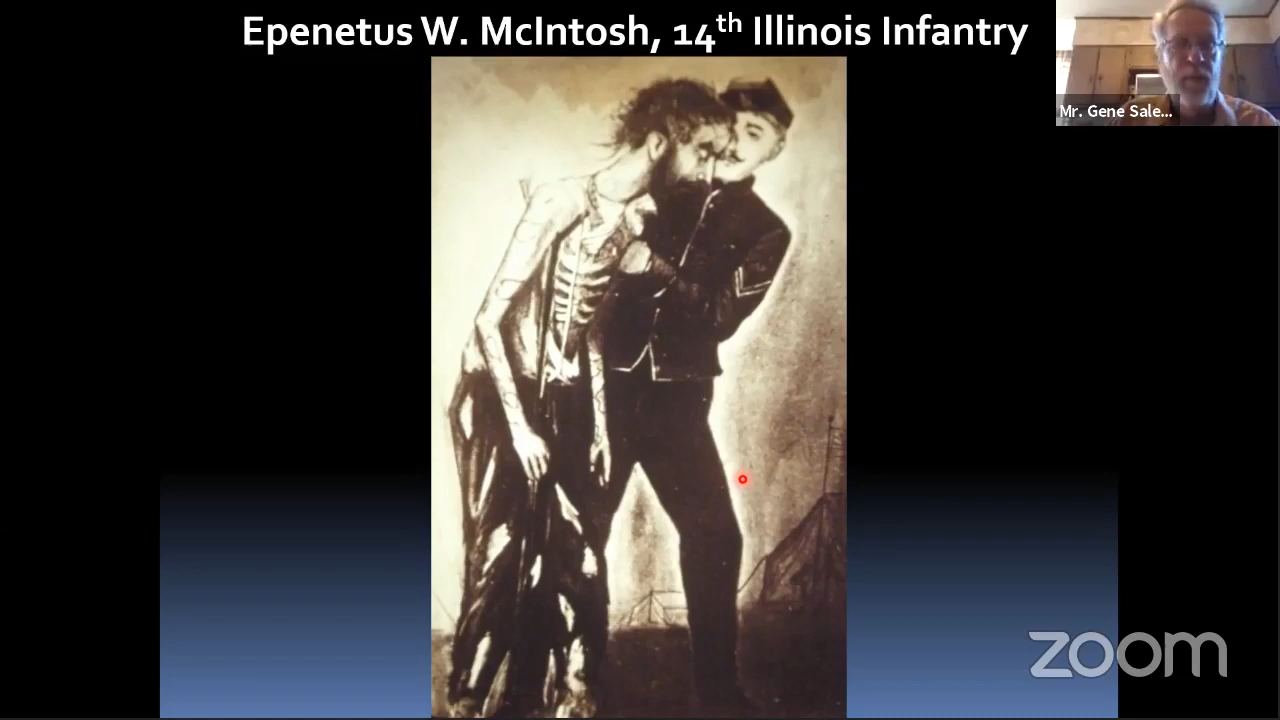 Epenetus W. McIntosh, 14th Illinois Infantry
Mr. Gene Sale...
zoom